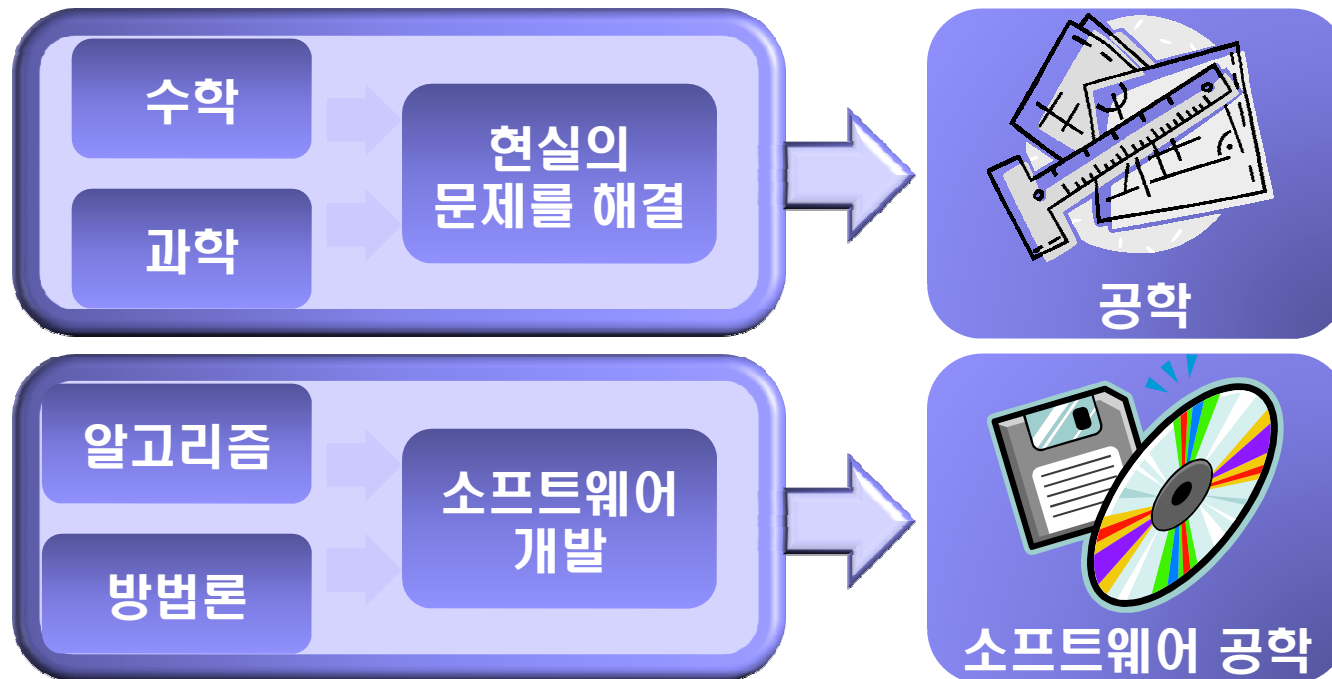 수학
과학
현실의
문제를 해결
공학
알고리즘
방법론
소프트웨어
개발
소프트웨어 공학